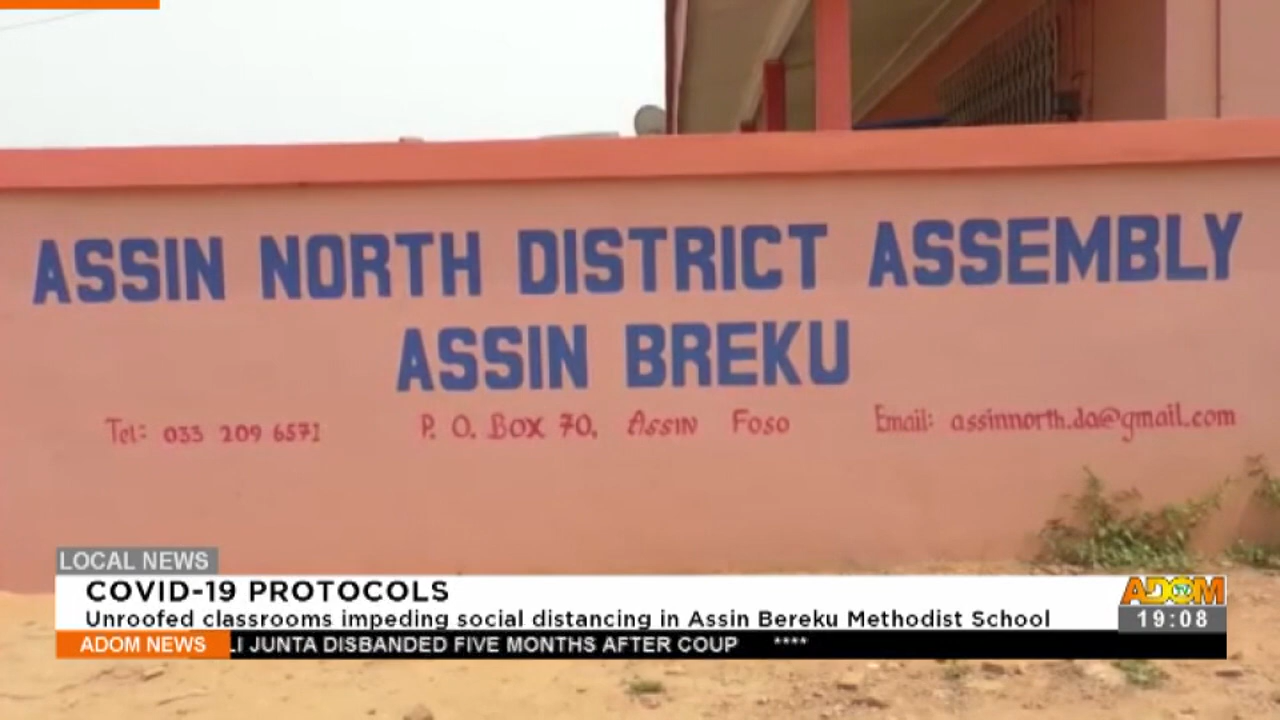 ASSIN NORTH DISTRICT ASSEMBLY
ASSIN BREKU
Tel: 033 209 6571 P. O. Box 70, Assin Foso Email: assinnorth.da@gmail.com
LOCAL NEWS
COVID-19 PROTOCOLS
Unroofed classrooms impeding social distancing in Assin Bereku Methodist School
ADOM TV
19:08
ADOM NEWS LI JUNTA DISBANDED FIVE MONTHS AFTER COUP ****